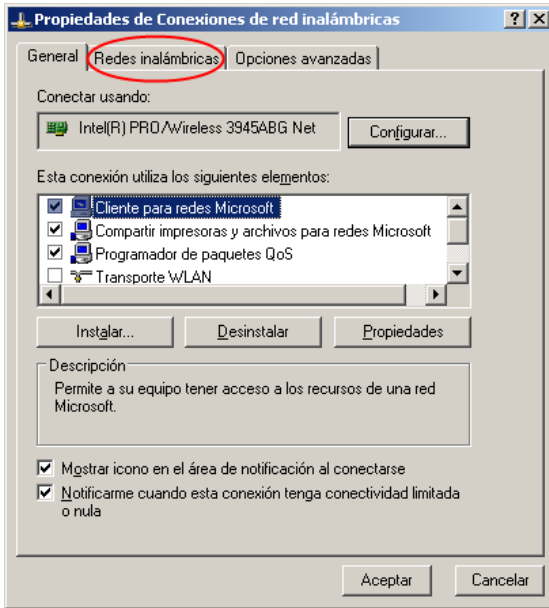 Propiedades de Conexiones de red inalámbricas
General Redes inalámbricas Opciones avanzadas
Conectar usando:
Intel(R) PRO/Wireless 3945ABG Net Configurar...
Esta conexión utiliza los siguientes elementos:
Cliente para redes Microsoft
Compartir impresoras y archivos para redes Microsoft
Programador de paquetes QoS
Transporte WLAN
Instalar... Desinstalar Propiedades
Descripción
Permite a su equipo tener acceso a los recursos de una red
Microsoft.
Mostrar icono en el área de notificación al conectarse
Notificarme cuando esta conexión tenga conectividad limitada
o nula
Aceptar Cancelar